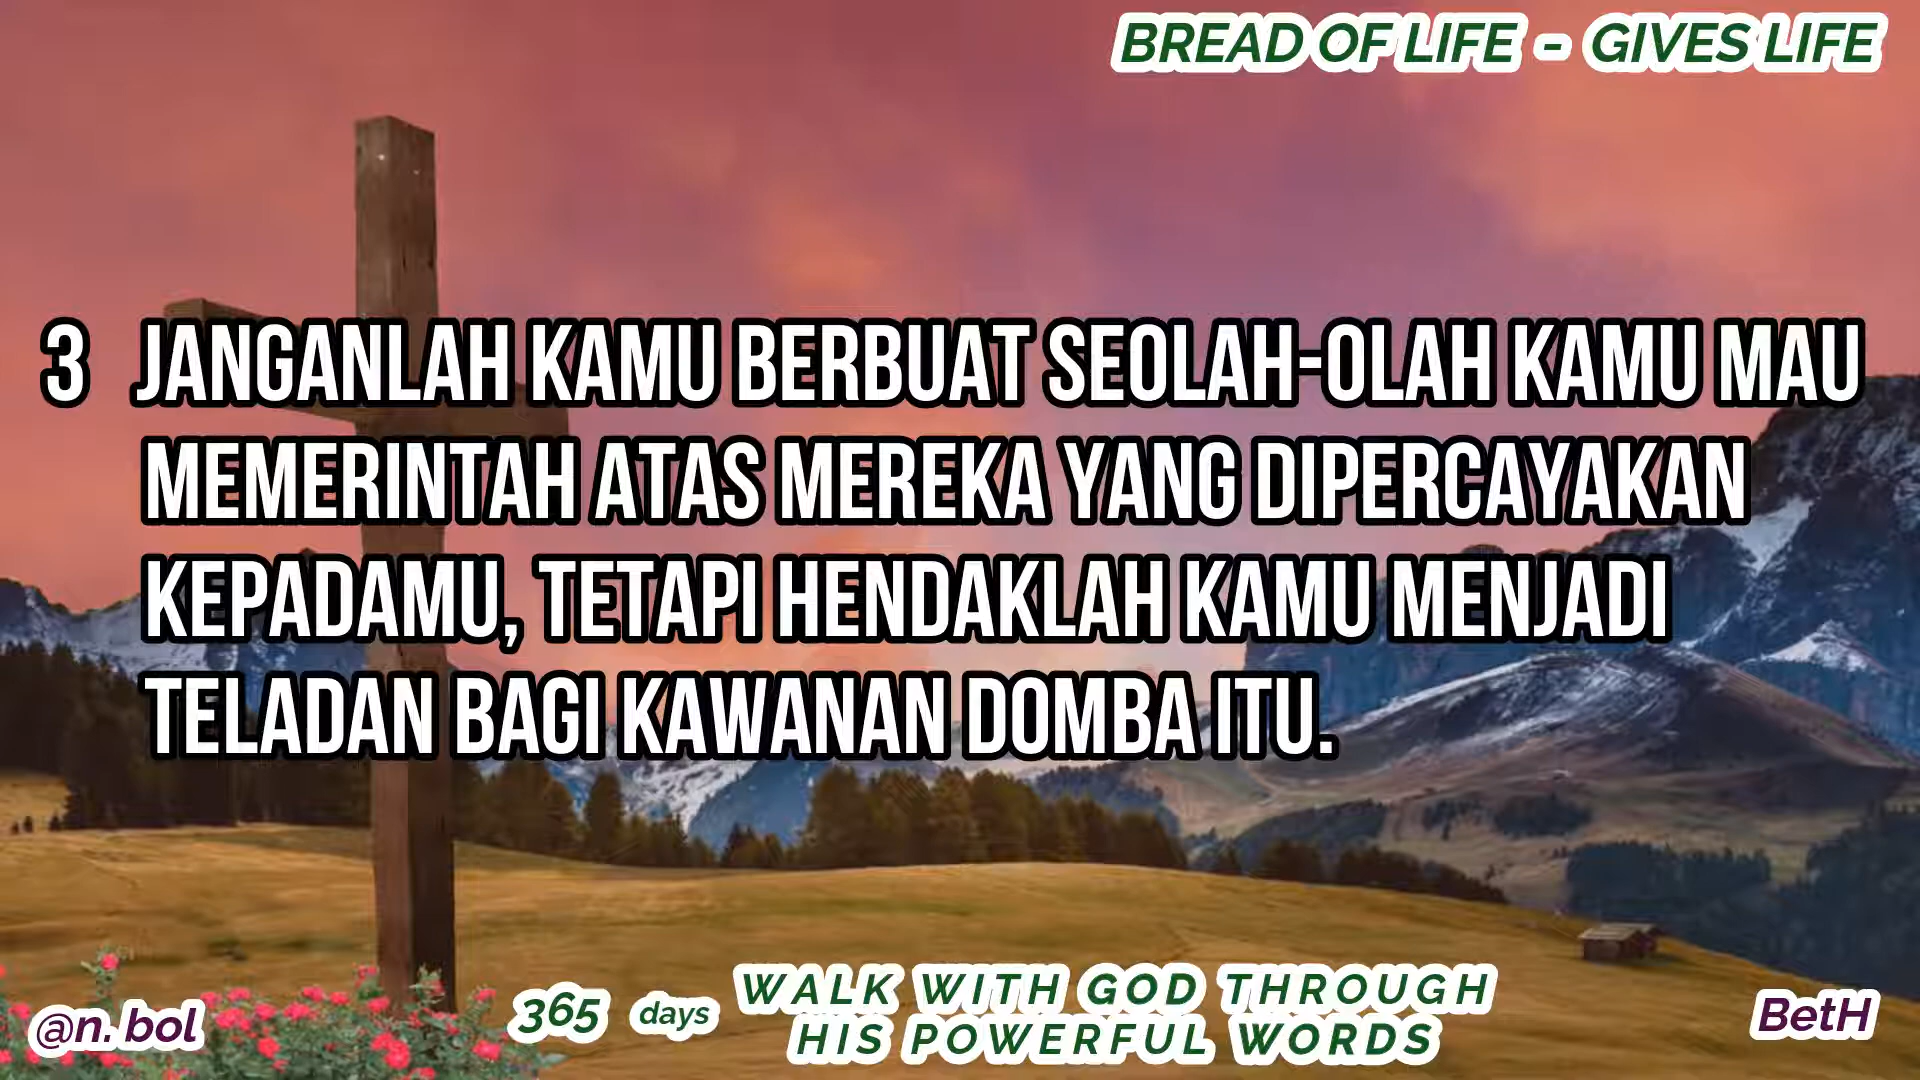 BREAD OF LIFE - GIVES LIFE
3 JANGANLAH KAMU BERBUAT SEOLAH-OLAH KAMU MAU
MEMERINTAH ATAS MEREKA YANG DIPERCAYAKAN
KEPADAMU, TETAPI HENDAKLAH KAMU MENJADI
TELADAN BAGI KAWANAN DOMBA ITU.
@n.bol
365 days
WALK WITH GOD THROUGH
HIS POWERFUL WORDS
BetH